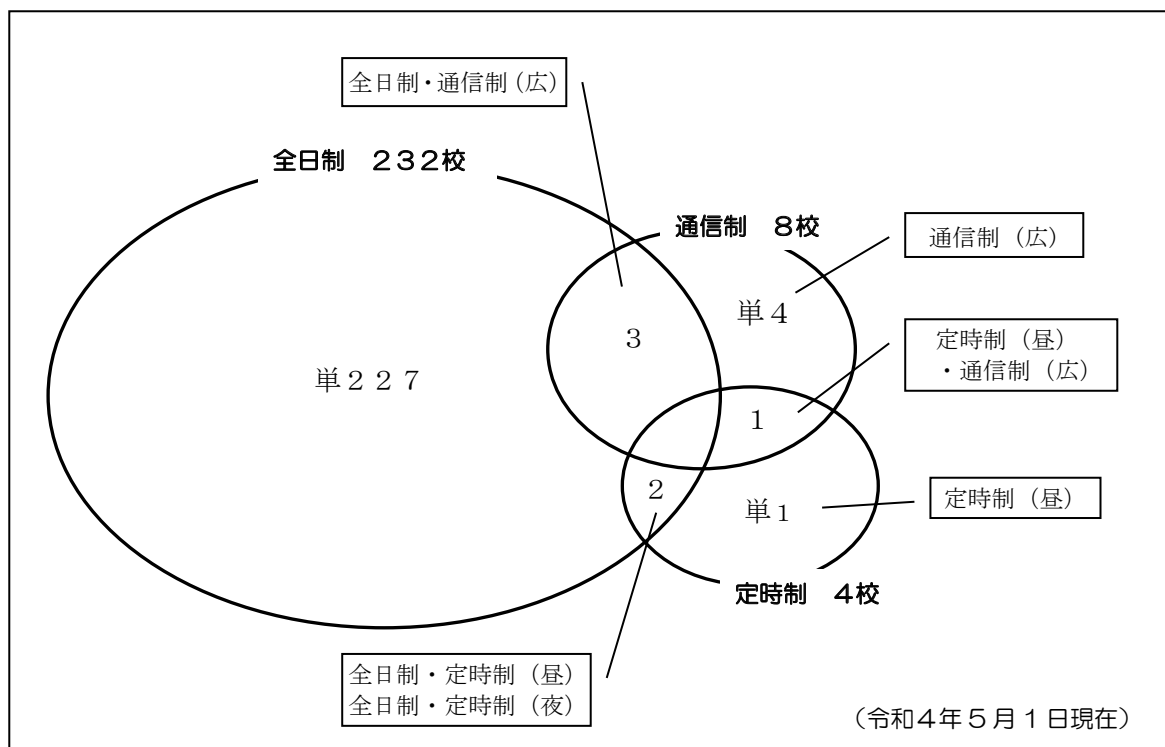 全日制・通信制（広）
全日制　２３２校
通信制　８校
通信制（広）
単４
３
定時制（昼）
・通信制（広）
単２２７
１
２
単１
定時制（昼）
定時制　４校
全日制・定時制（昼）
全日制・定時制（夜）
（令和４年５月１日現在）